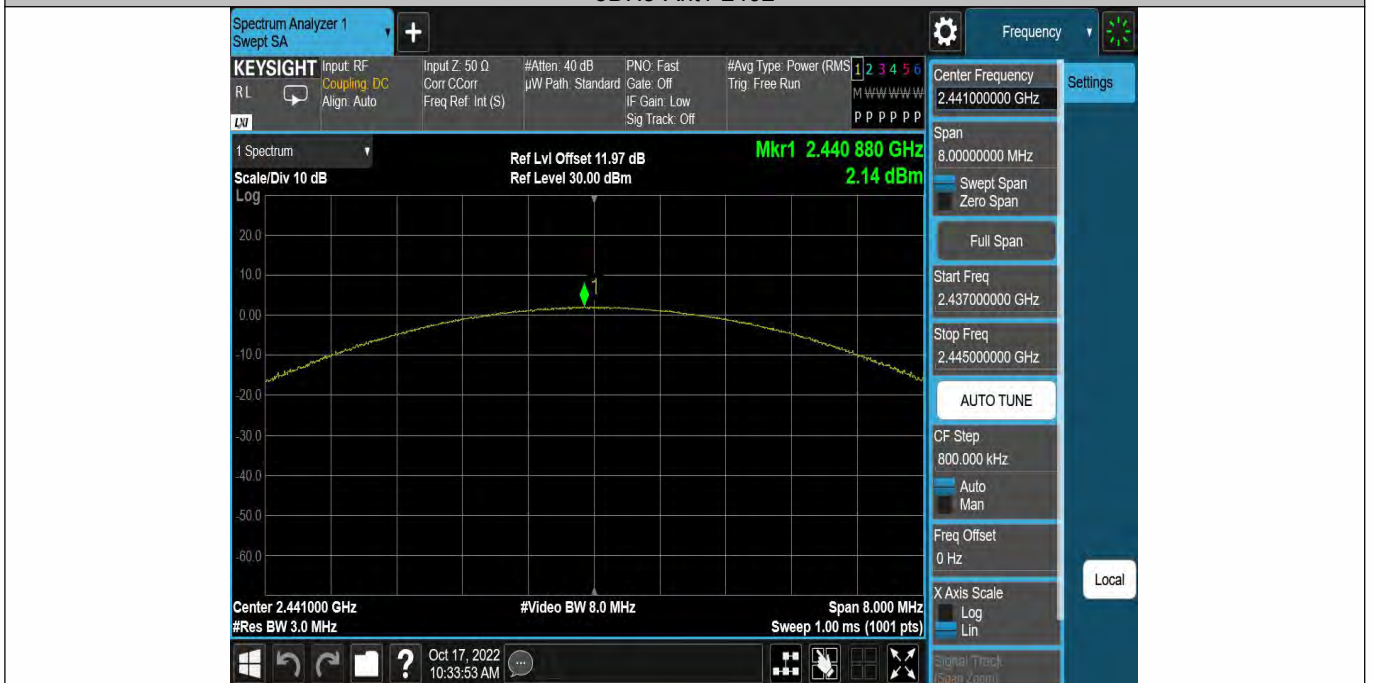 Spectrum Analyzer 1
Swept SA
+
Frequency
KEYSIGHT
RL
LXI
Input: RF
Coupling: DC
Align: Auto
Input Z: 50 Ω
Corr CCorr
Freq Ref: Int (S)
#Atten: 40 dB
µW Path: Standard
PNO: Fast
Gate: Off
IF Gain: Low
Sig Track: Off
#Avg Type: Power (RMS
Trig: Free Run
1 2 3 4 5 6
M W W W W W
P P P P P P
1 Spectrum
Scale/Div 10 dB
Log
Ref Lvl Offset 11.97 dB
Ref Level 30.00 dBm
Mkr1 2.440 880 GHz
2.14 dBm
20.0
10.0
0.00
-10.0
-20.0
-30.0
-40.0
-50.0
-60.0
1
Center 2.441000 GHz
#Res BW 3.0 MHz
#Video BW 8.0 MHz
Span 8.000 MHz
Sweep 1.00 ms (1001 pts)
Center Frequency
2.441000000 GHz
Settings
Span
8.00000000 MHz
Swept Span
Zero Span
Full Span
Start Freq
2.437000000 GHz
Stop Freq
2.445000000 GHz
AUTO TUNE
CF Step
800.000 kHz
Auto
Man
Freq Offset
0 Hz
X Axis Scale
Log
Lin
Signal Track
(Span Zoom)
Local
?
Oct 17, 2022
10:33:53 AM